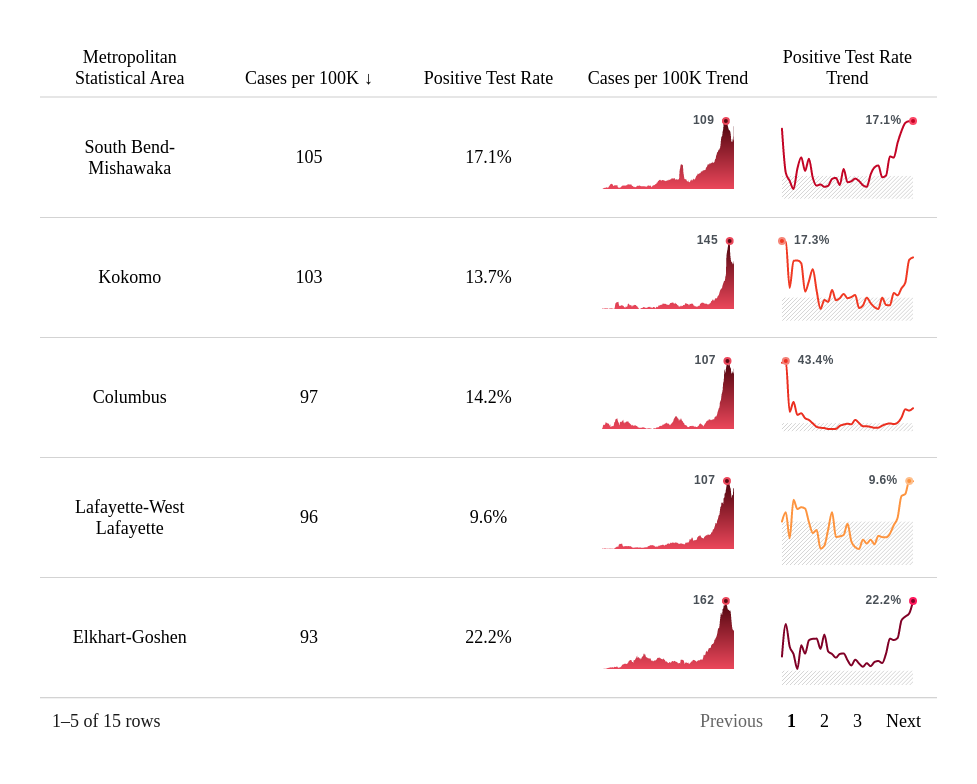 Metropolitan
Statistical Area
Cases per 100K ↓
Positive Test Rate
Cases per 100K Trend
Positive Test Rate
Trend
South Bend-
Mishawaka
105
17.1%
109
17.1%
Kokomo
103
13.7%
145
17.3%
Columbus
97
14.2%
107
43.4%
Lafayette-West
Lafayette
96
9.6%
107
9.6%
Elkhart-Goshen
93
22.2%
162
22.2%
1–5 of 15 rows
Previous 1 2 3 Next